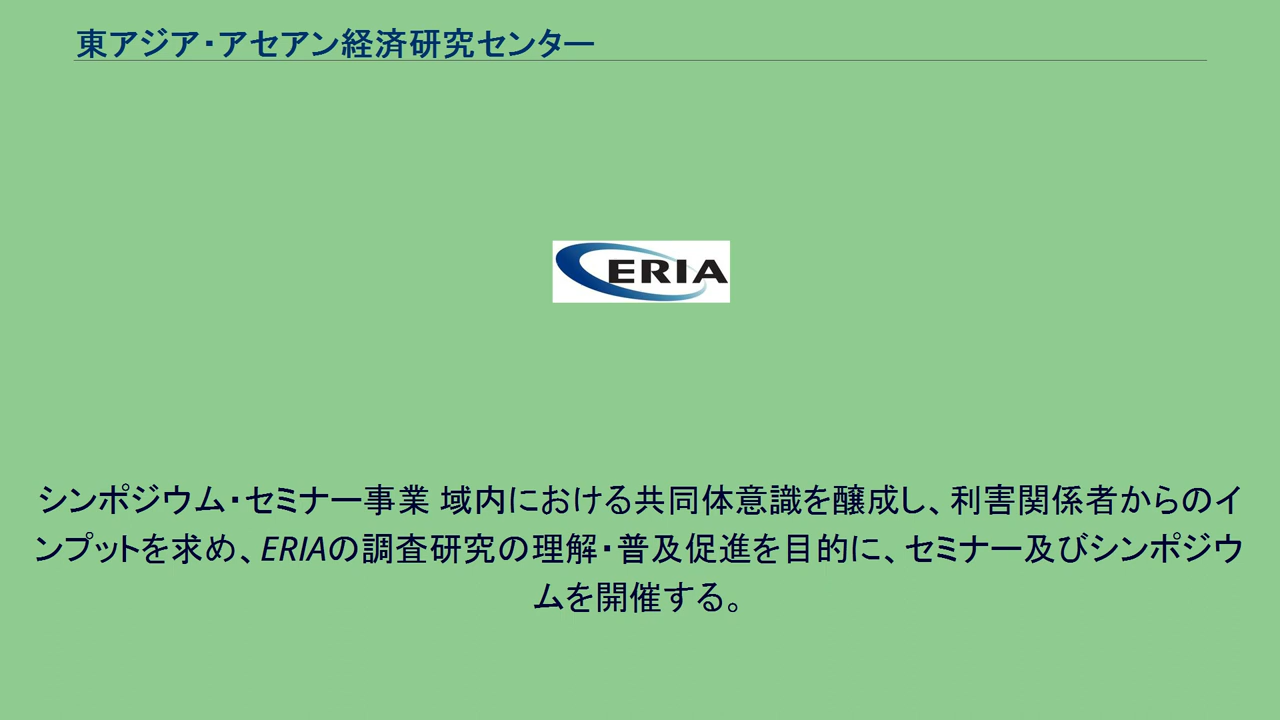 東アジア・アセアン経済研究センター
ERIA
シンポジウム・セミナー事業 域内における共同体意識を醸成し、利害関係者からのイ
ンプットを求め、ERIAの調査研究の理解・普及促進を目的に、セミナー及びシンポジウ
ムを開催する。